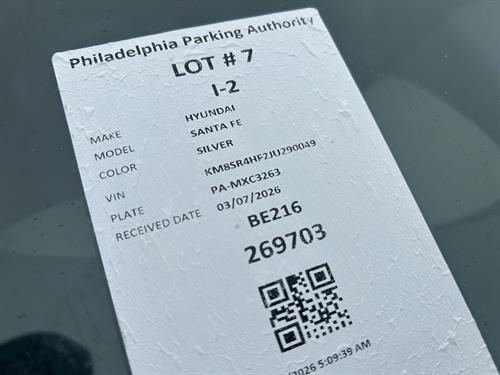 Philadelphia Parking Authority
LOT # 7
I-2
MAKE HYUNDAI
MODEL SANTA FE
COLOR SILVER
VIN KM8SR4HF2JU290049
PLATE PA-MXC3263
RECEIVED DATE 03/07/2026
BE216
269703
/2026 5:09:39 AM